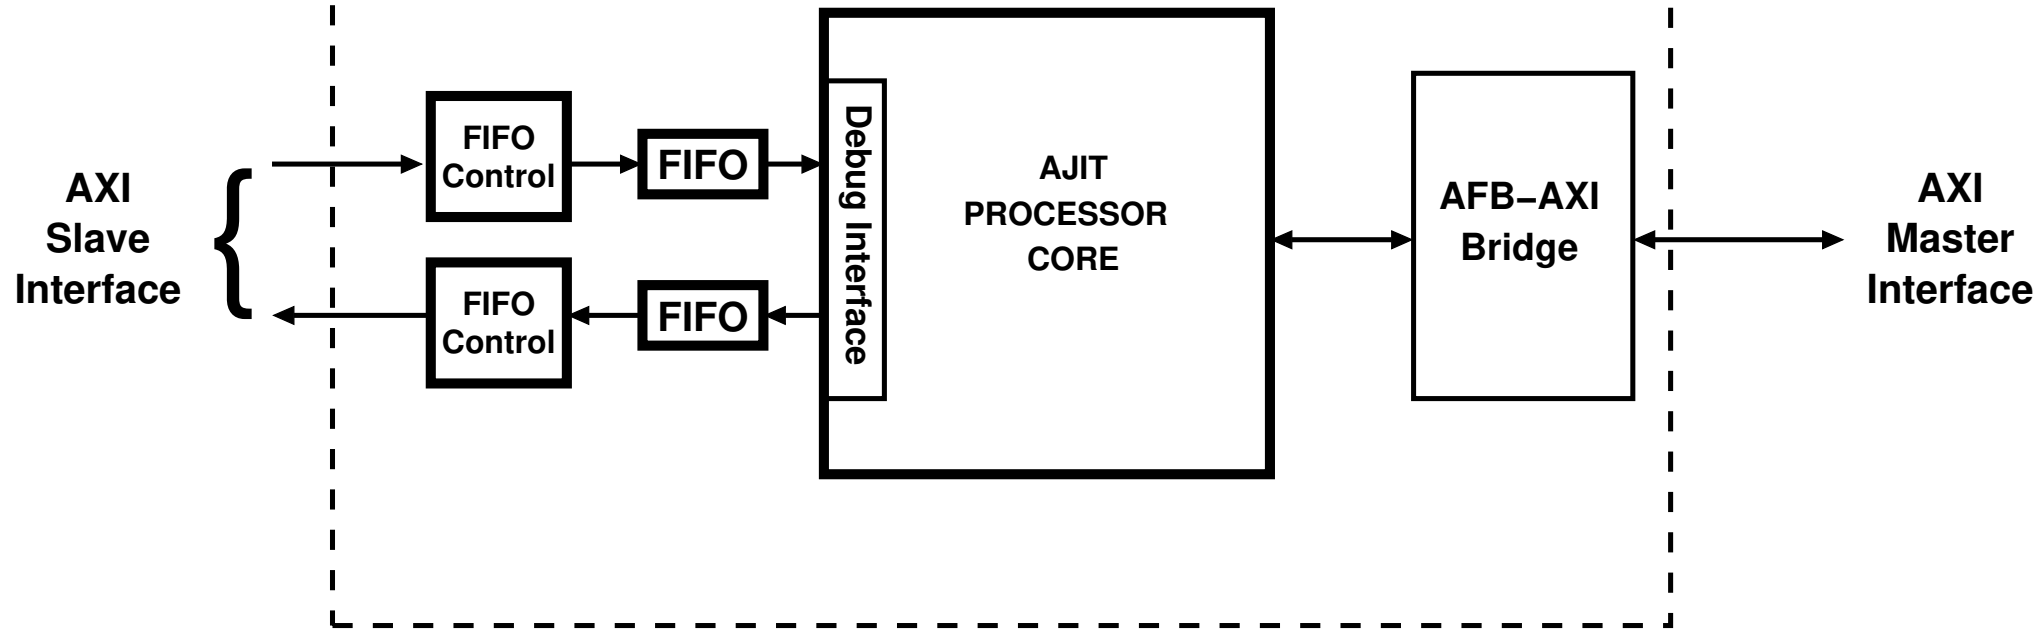 AXI
Slave
Interface
FIFO
Control
FIFO
FIFO
Control
FIFO
Debug Interface
AJIT
PROCESSOR
CORE
AFB–AXI
Bridge
AXI
Master
Interface